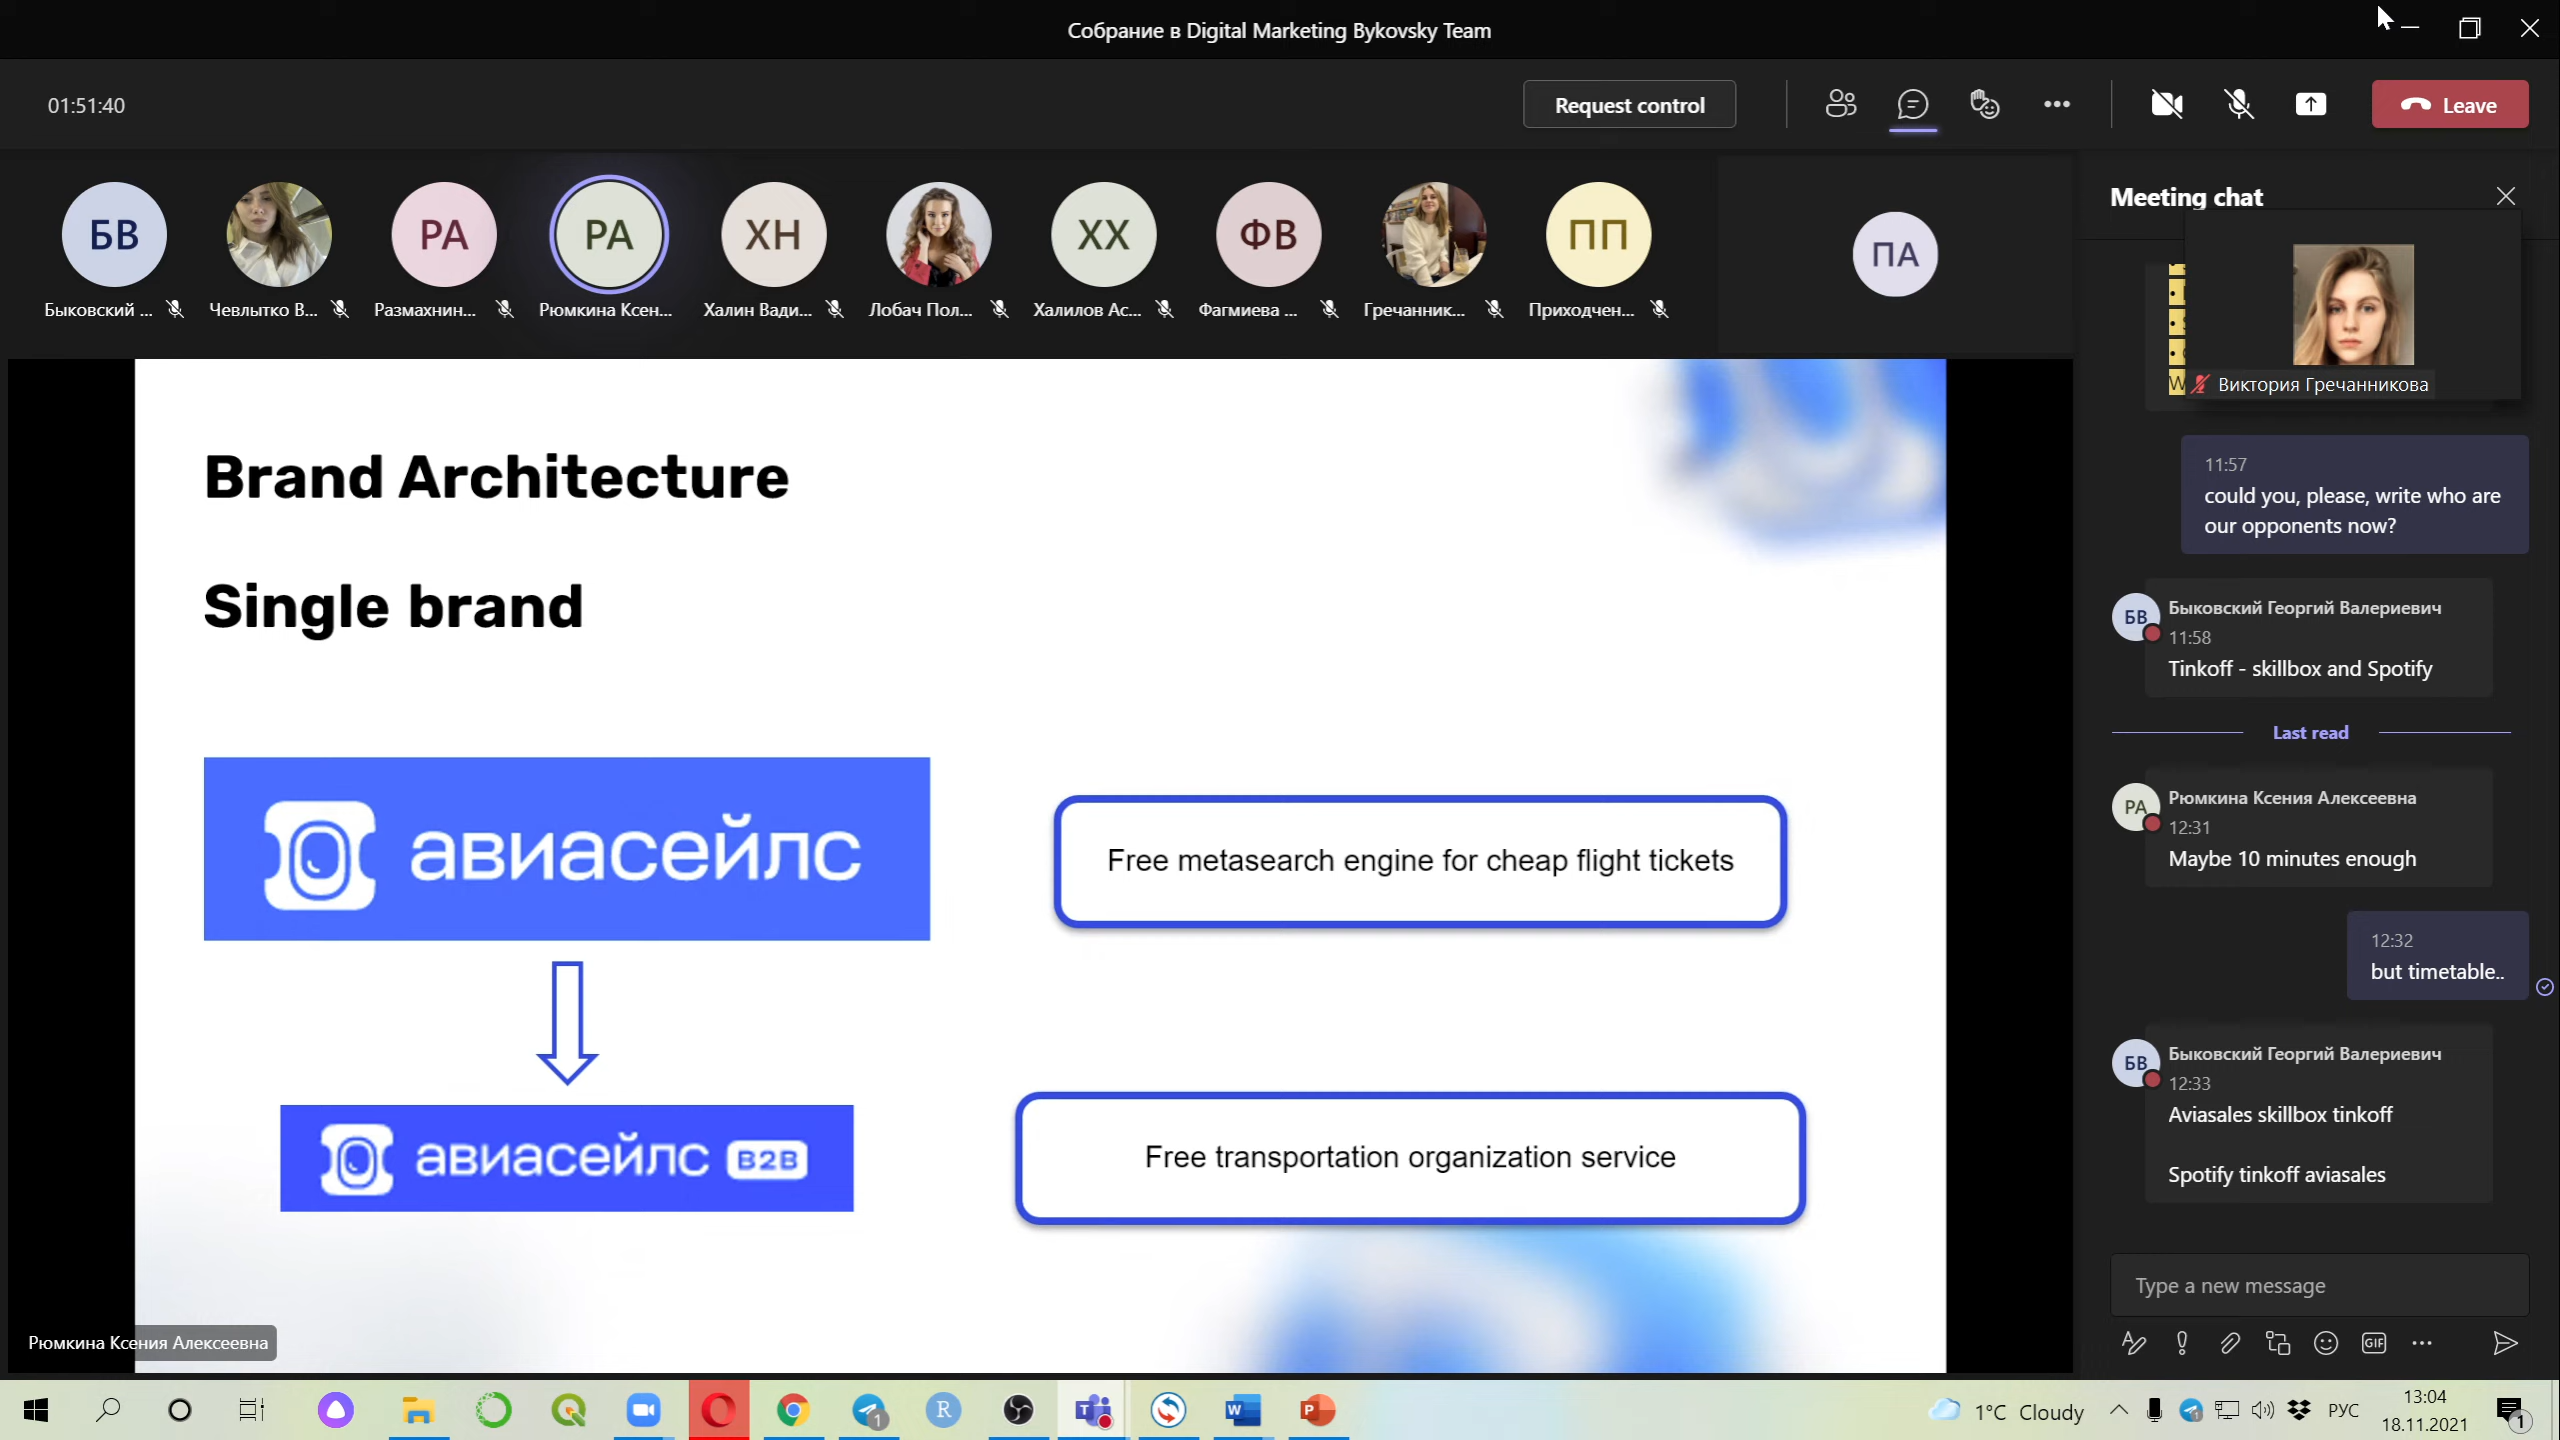 Собрание в Digital Marketing Bykovsky Team
01:51:40
Request control
Leave
БВ
РА
РА
ХН
ХХ
ФВ
ПП
ПА
Быковский ...
Чевлытко В...
Размахнин...
Рюмкина Ксен...
Халин Вади...
Лобач Пол...
Халилов Ас...
Фагмиева ...
Гречанник...
Приходчен...
Meeting chat
W
Виктория Гречанникова
11:57
could you, please, write who are
our opponents now?
БВ
Быковский Георгий Валериевич
11:58
Tinkoff - skillbox and Spotify
Last read
РА
Рюмкина Ксения Алексеевна
12:31
Maybe 10 minutes enough
12:32
but timetable..
БВ
Быковский Георгий Валериевич
12:33
Aviasales skillbox tinkoff
Spotify tinkoff aviasales
Type a new message
GIF
Brand Architecture
Single brand
авиасейлс
Free metasearch engine for cheap flight tickets
авиасейлс B2B
Free transportation organization service
Рюмкина Ксения Алексеевна
1
R
T
W
P
1°C Cloudy
РУС
13:04
18.11.2021
1